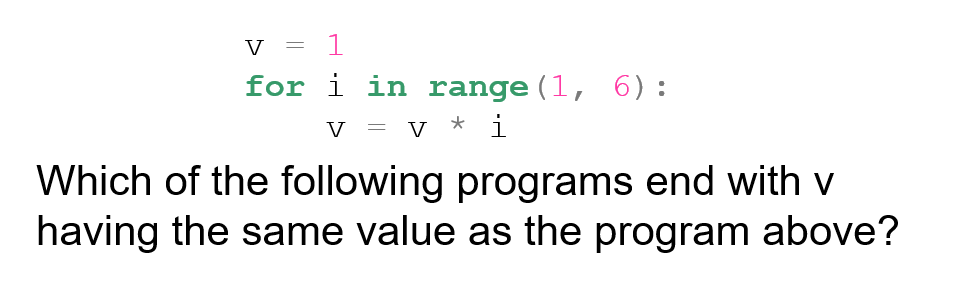 v = 1
for i in range(1, 6):
    v = v * i
Which of the following programs end with v
having the same value as the program above?